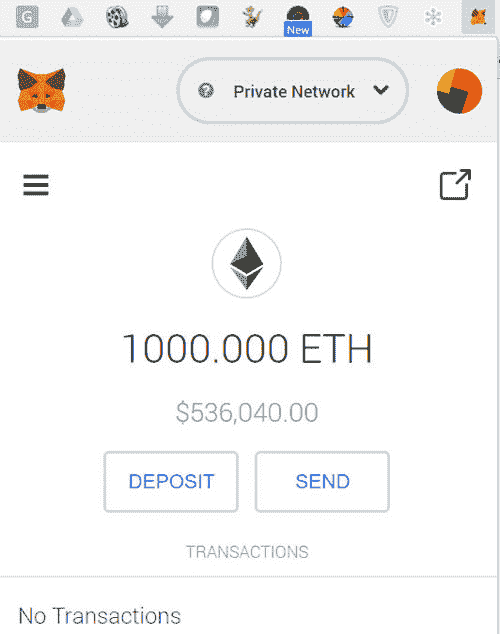 G
New
Private Network
1000.000 ETH
$536,040.00
DEPOSIT
SEND
TRANSACTIONS
No Transactions